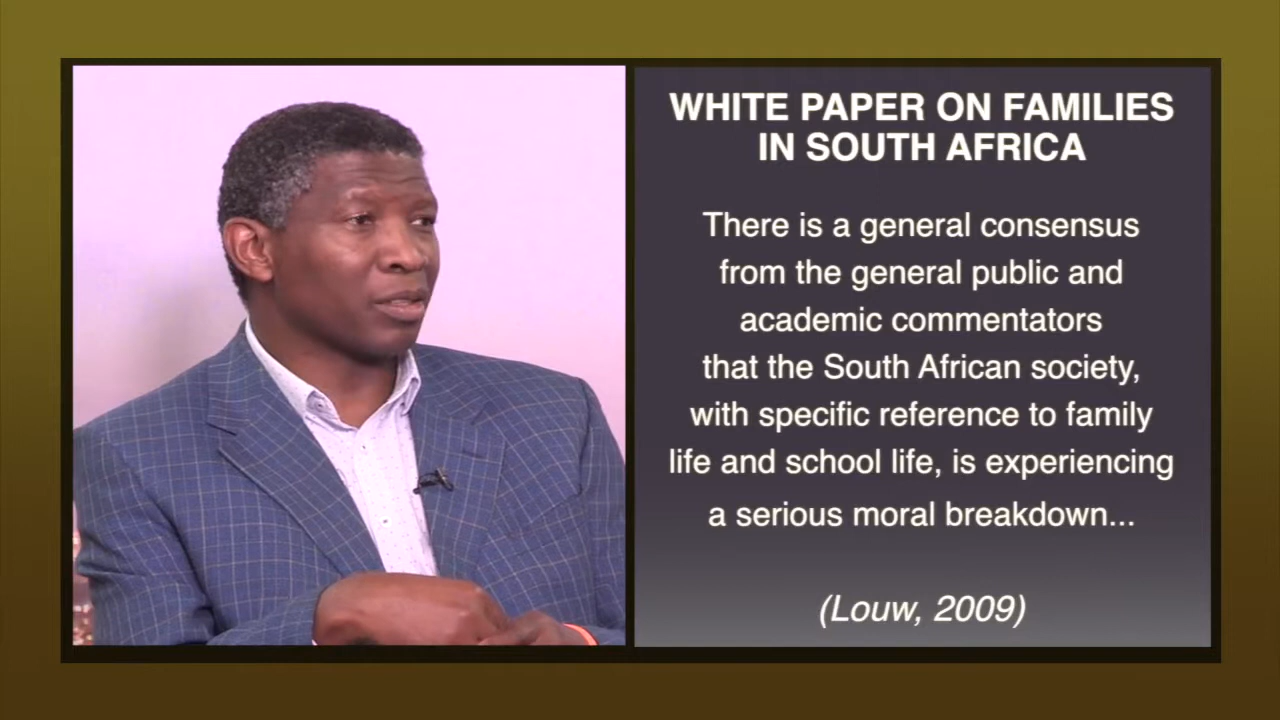 WHITE PAPER ON FAMILIES
IN SOUTH AFRICA
There is a general consensus
from the general public and
academic commentators
that the South African society,
with specific reference to family
life and school life, is experiencing
a serious moral breakdown...
(Louw, 2009)